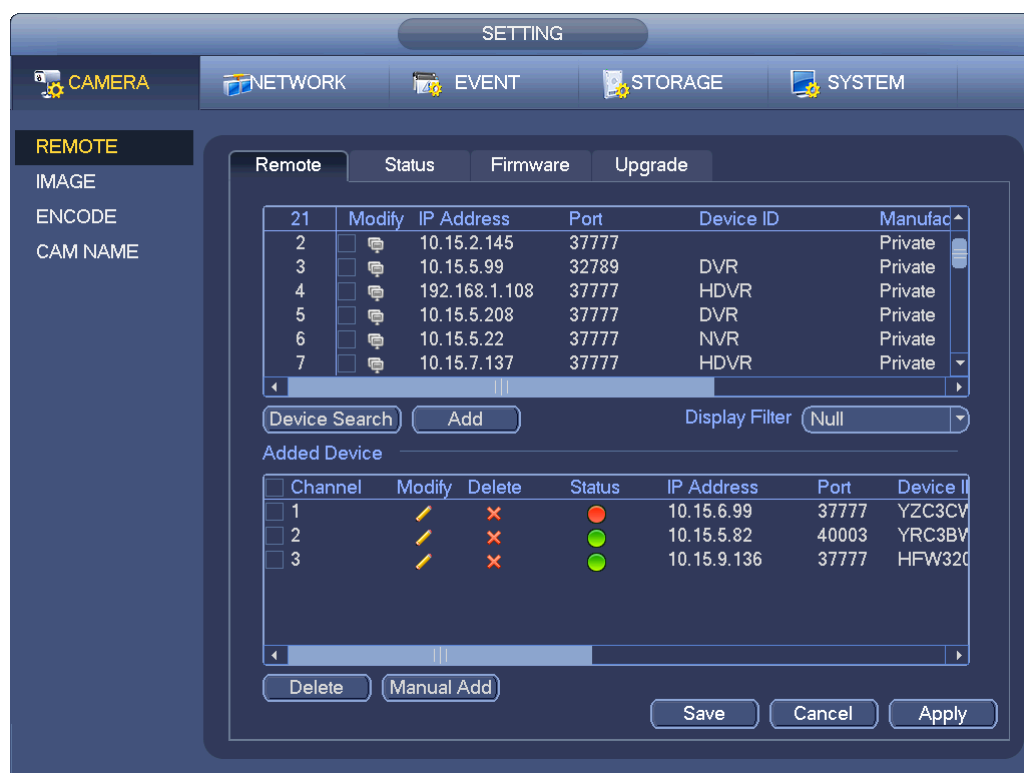 SETTING
CAMERA NETWORK EVENT STORAGE SYSTEM
REMOTE
IMAGE
ENCODE
CAM NAME
Remote Status Firmware Upgrade
21 Modify IP Address Port Device ID Manufac
2 10.15.2.145 37777 Private
3 10.15.5.99 32789 DVR Private
4 192.168.1.108 37777 HDVR Private
5 10.15.5.208 37777 DVR Private
6 10.15.5.22 37777 NVR Private
7 10.15.7.137 37777 HDVR Private
Device Search Add Display Filter Null
Added Device
Channel Modify Delete Status IP Address Port Device I
1 10.15.6.99 37777 YZC3CV
2 10.15.5.82 40003 YRC3BV
3 10.15.9.136 37777 HFW320
Delete Manual Add
Save Cancel Apply